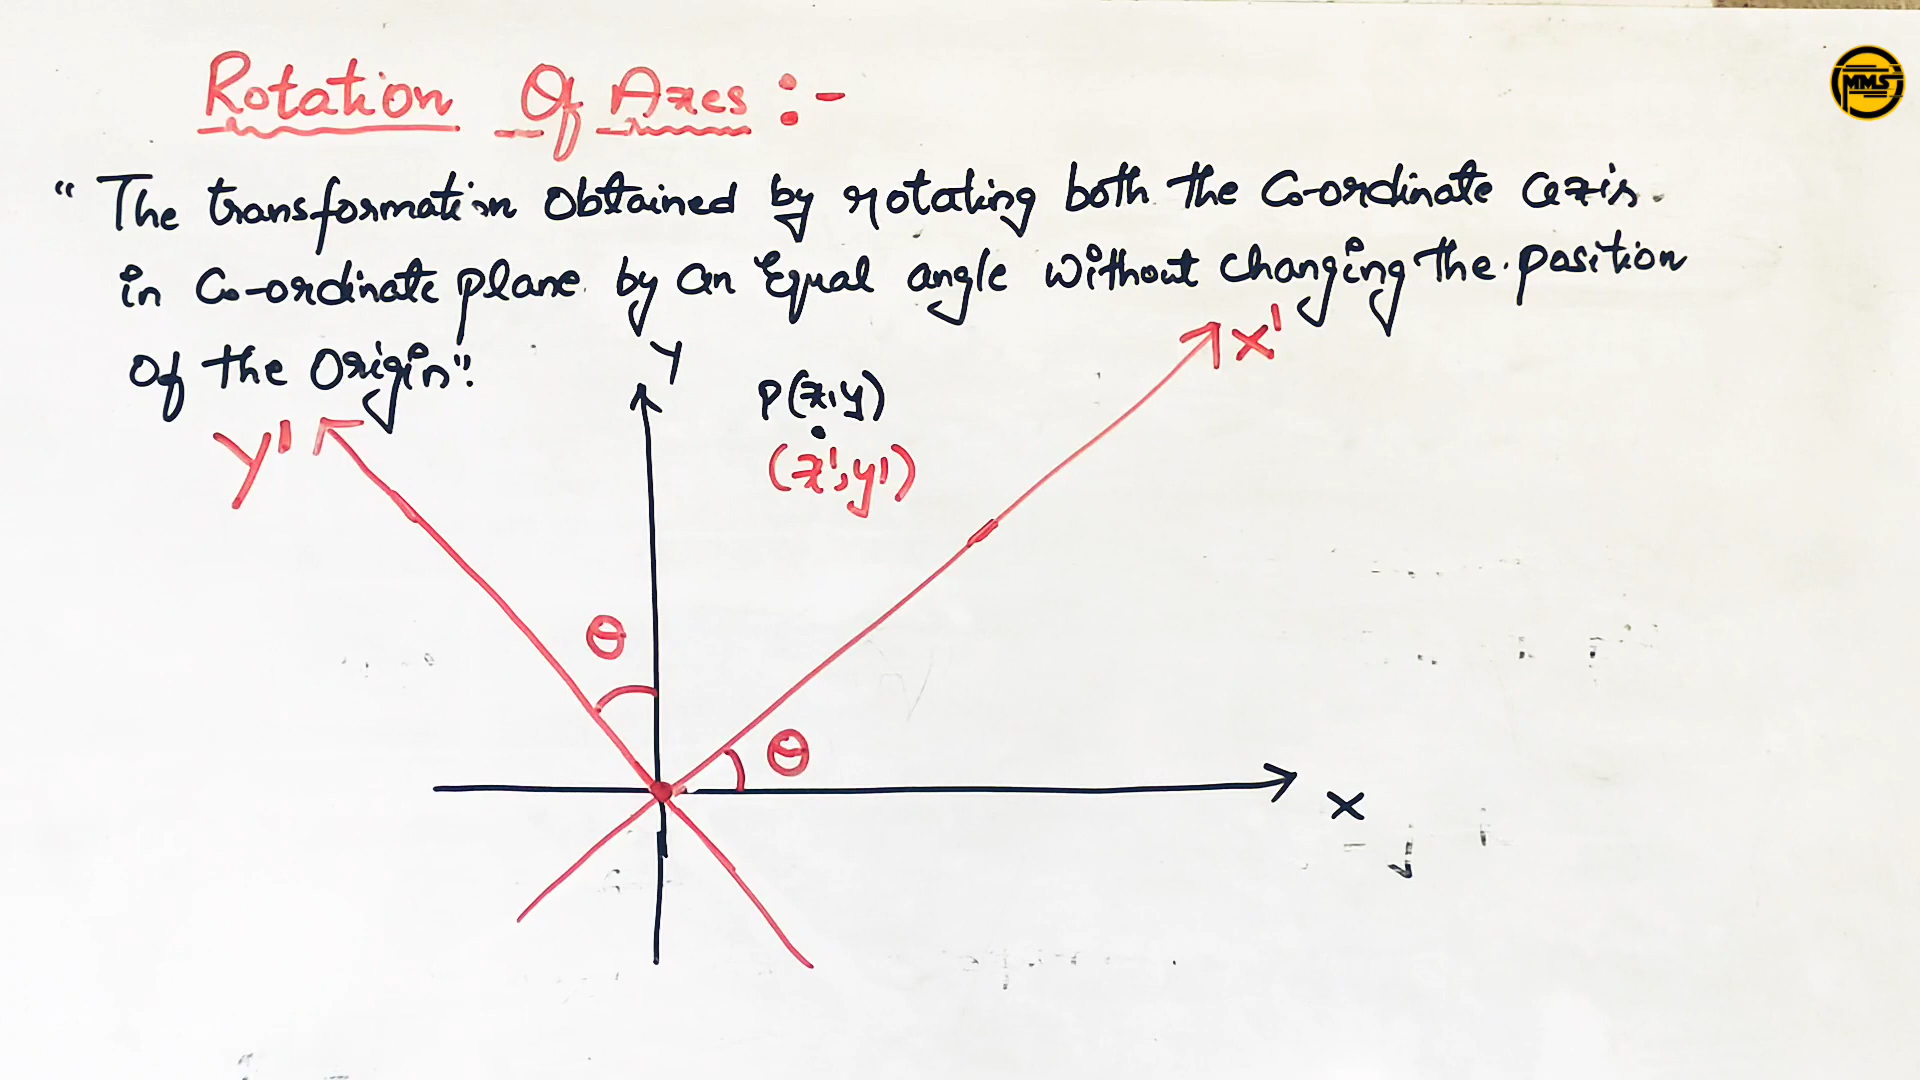 Rotation Of Axes :-
"The transformation obtained by rotating both the Co-ordinate axis.
in Co-ordinate plane by an Equal angle without changing the position
Of the Origin".
Y
X'
P(x,y)
Y'
(x',y')
θ
θ
X
MMS